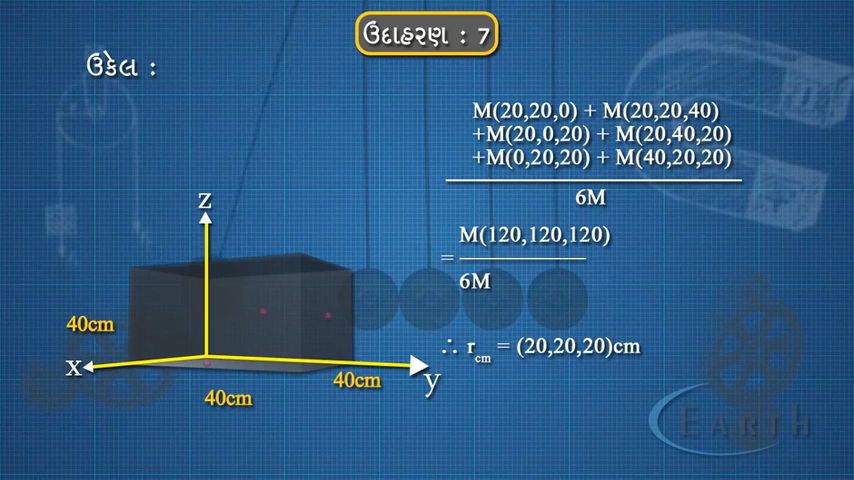 ઉદાહરણ : 7
ઉકેલ :
M(20,20,0) + M(20,20,40)
+M(20,0,20) + M(20,40,20)
+M(0,20,20) + M(40,20,20)
6M
M(120,120,120)
=
6M
∴ rcm = (20,20,20)cm
z
40cm
x
40cm
40cm
y
EARTH